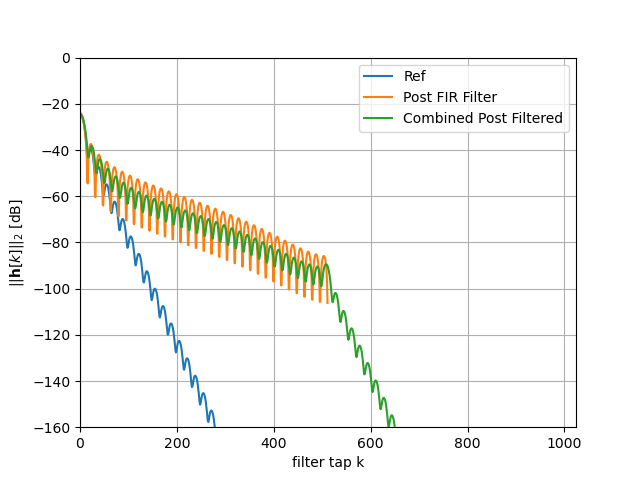 0
−20
−40
−60
−80
−100
−120
−140
−160
||h[k]||₂ [dB]
Ref
Post FIR Filter
Combined Post Filtered
0 200 400 600 800 1000
filter tap k